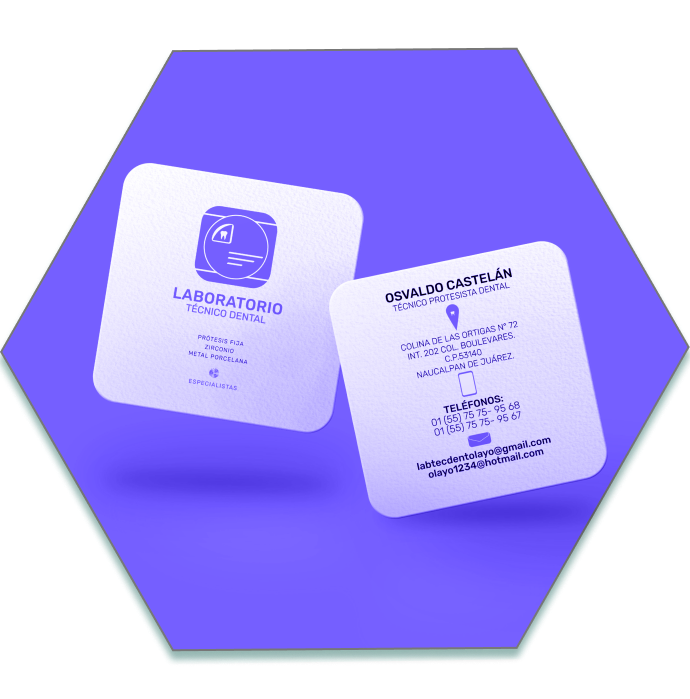 LABORATORIO
TÉCNICO DENTAL
PRÓTESIS FIJA
ZIRCONIO
METAL PORCELANA
ESPECIALISTAS
OSVALDO CASTELÁN
TÉCNICO PROTESISTA DENTAL
COLINA DE LAS ORTIGAS Nº 72
INT. 202 COL. BOULEVARES.
C.P.53140
NAUCALPAN DE JUÁREZ.
TELÉFONOS:
01 (55) 75 75- 95 68
01 (55) 75 75- 95 67
labtecdentolayo@gmail.com
olayo1234@hotmail.com